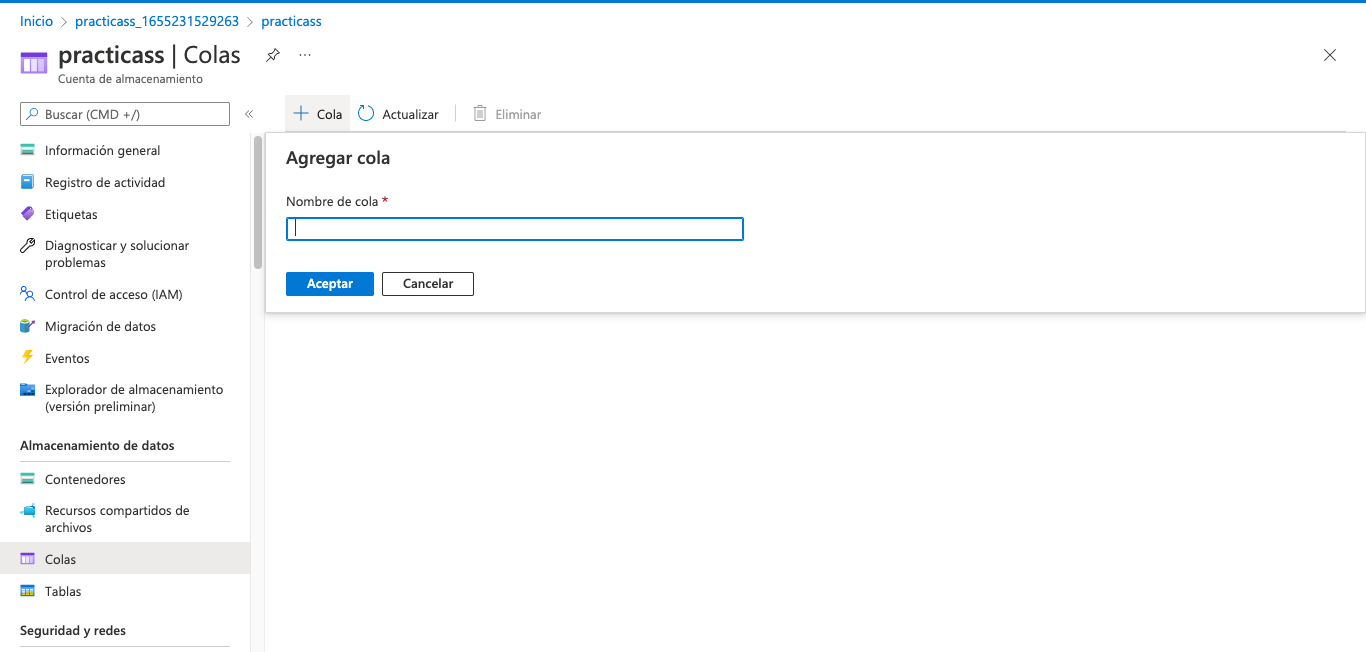 Inicio > practicass_1655231529263 > practicass
practicass | Colas
Cuenta de almacenamiento
Buscar (CMD +/)
Cola Actualizar Eliminar
Información general
Registro de actividad
Etiquetas
Diagnosticar y solucionar
problemas
Control de acceso (IAM)
Migración de datos
Eventos
Explorador de almacenamiento
(versión preliminar)
Almacenamiento de datos
Contenedores
Recursos compartidos de
archivos
Colas
Tablas
Seguridad y redes
Agregar cola
Nombre de cola *
Aceptar Cancelar